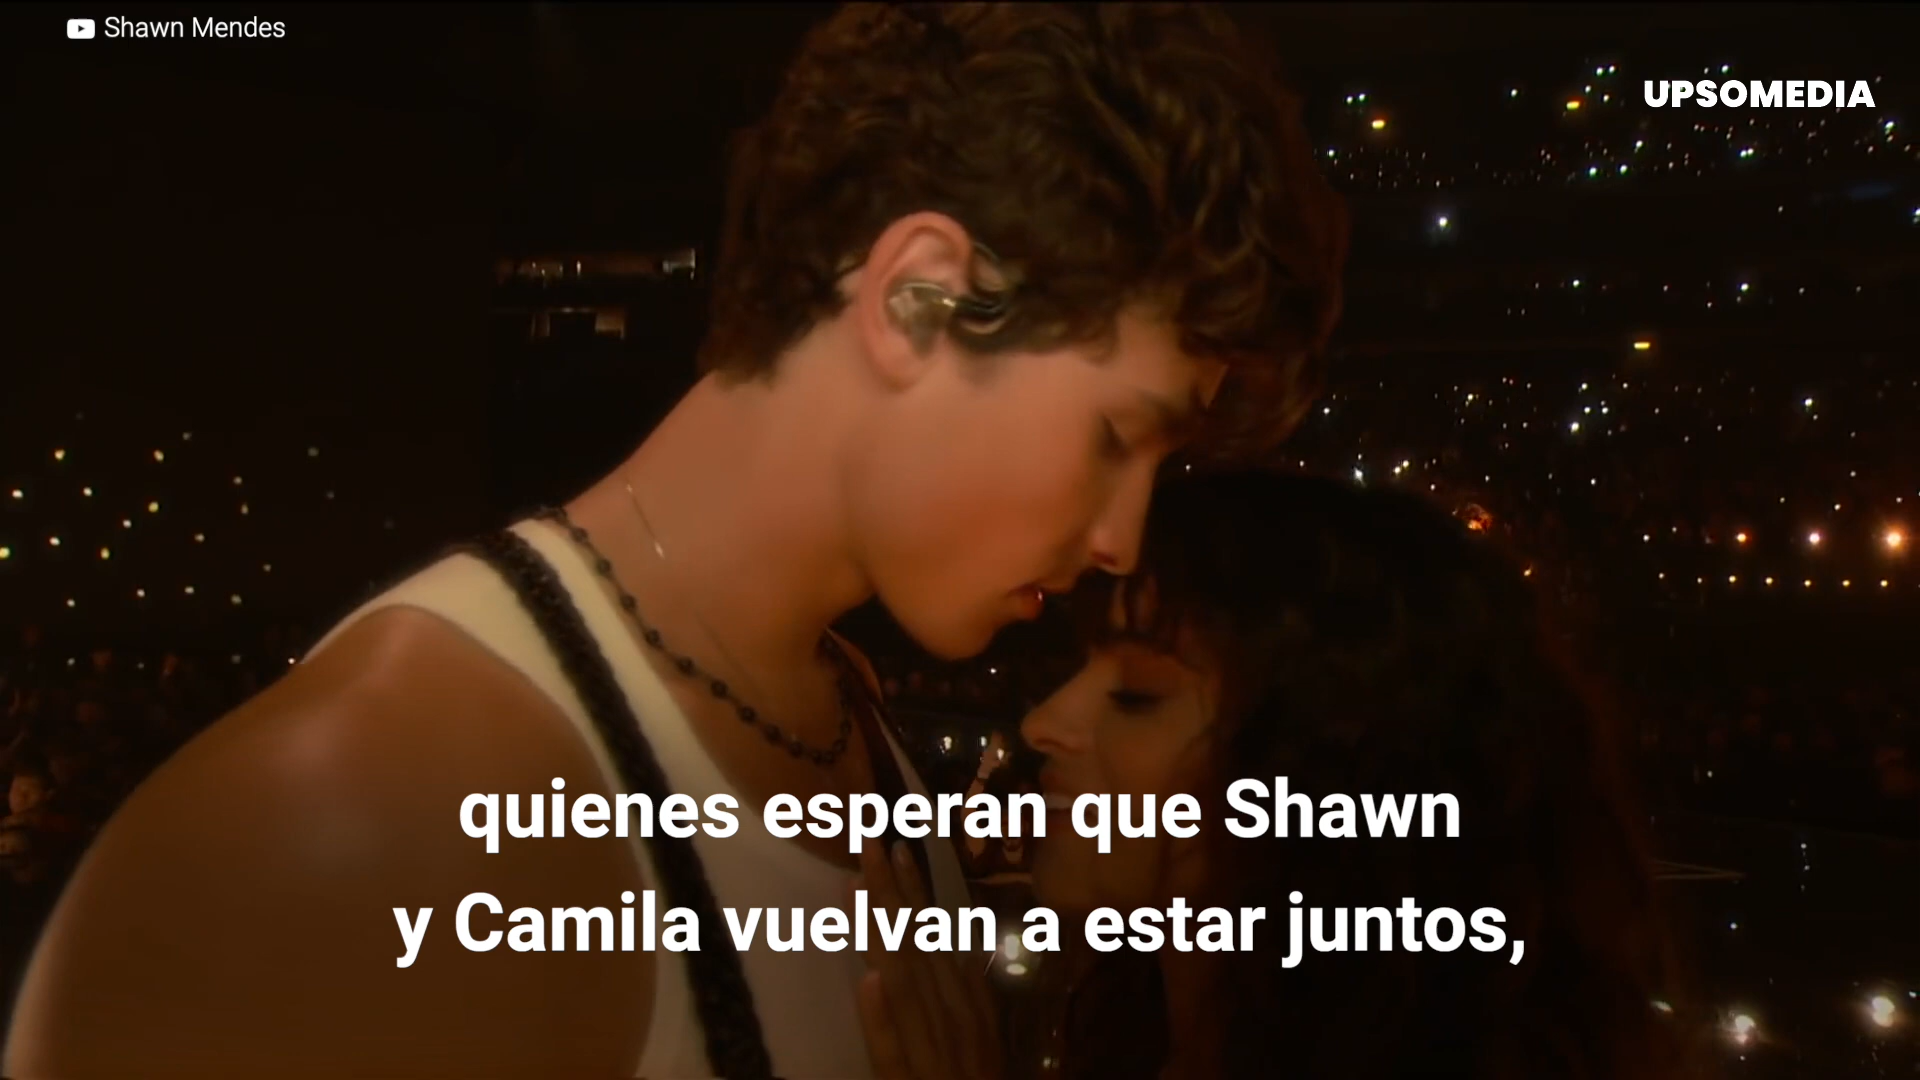 Shawn Mendes
UPSOMEDIA
quienes esperan que Shawn
y Camila vuelvan a estar juntos,